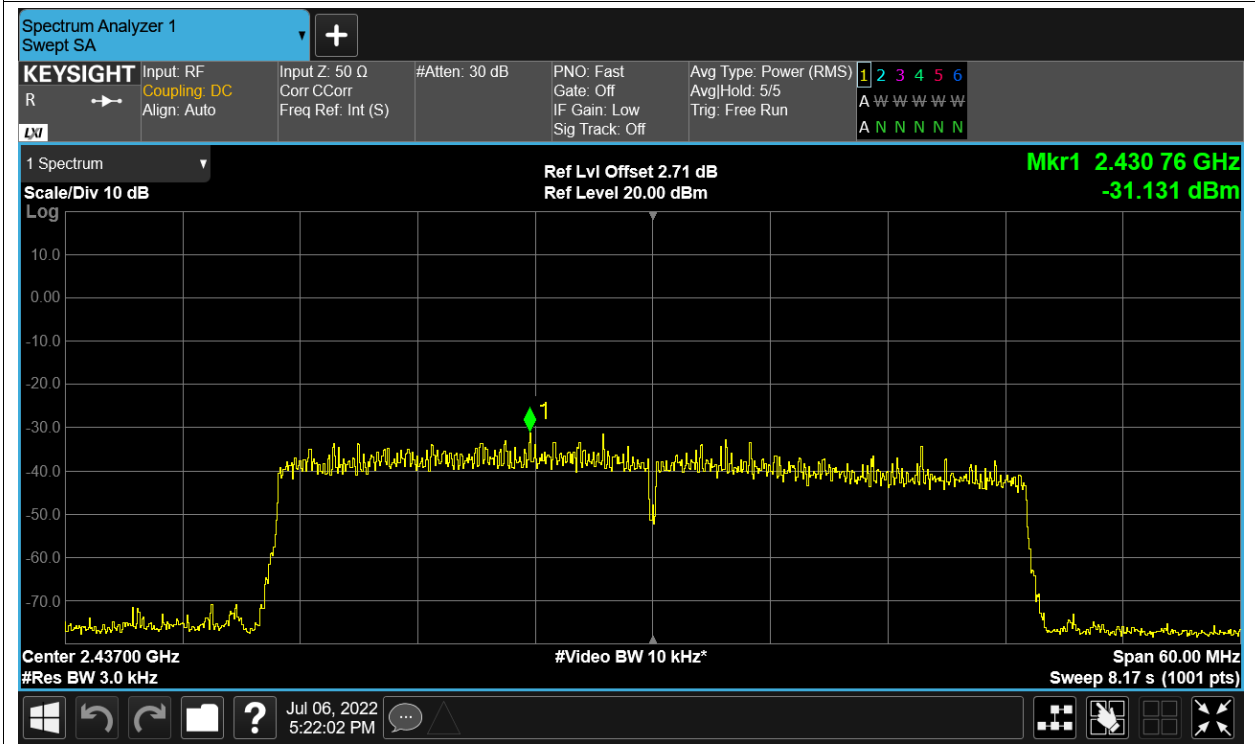 Spectrum Analyzer 1
Swept SA
+
KEYSIGHT
R
LXI
Input: RF
Coupling: DC
Align: Auto
Input Z: 50 Ω
Corr CCorr
Freq Ref: Int (S)
#Atten: 30 dB
PNO: Fast
Gate: Off
IF Gain: Low
Sig Track: Off
Avg Type: Power (RMS)
Avg|Hold: 5/5
Trig: Free Run
1 2 3 4 5 6
A W W W W W
A N N N N N
1 Spectrum
Scale/Div 10 dB
Log
Ref Lvl Offset 2.71 dB
Ref Level 20.00 dBm
Mkr1 2.430 76 GHz
-31.131 dBm
10.0
0.00
-10.0
-20.0
-30.0
-40.0
-50.0
-60.0
-70.0
1
Center 2.43700 GHz
#Res BW 3.0 kHz
#Video BW 10 kHz*
Span 60.00 MHz
Sweep 8.17 s (1001 pts)
?
Jul 06, 2022
5:22:02 PM